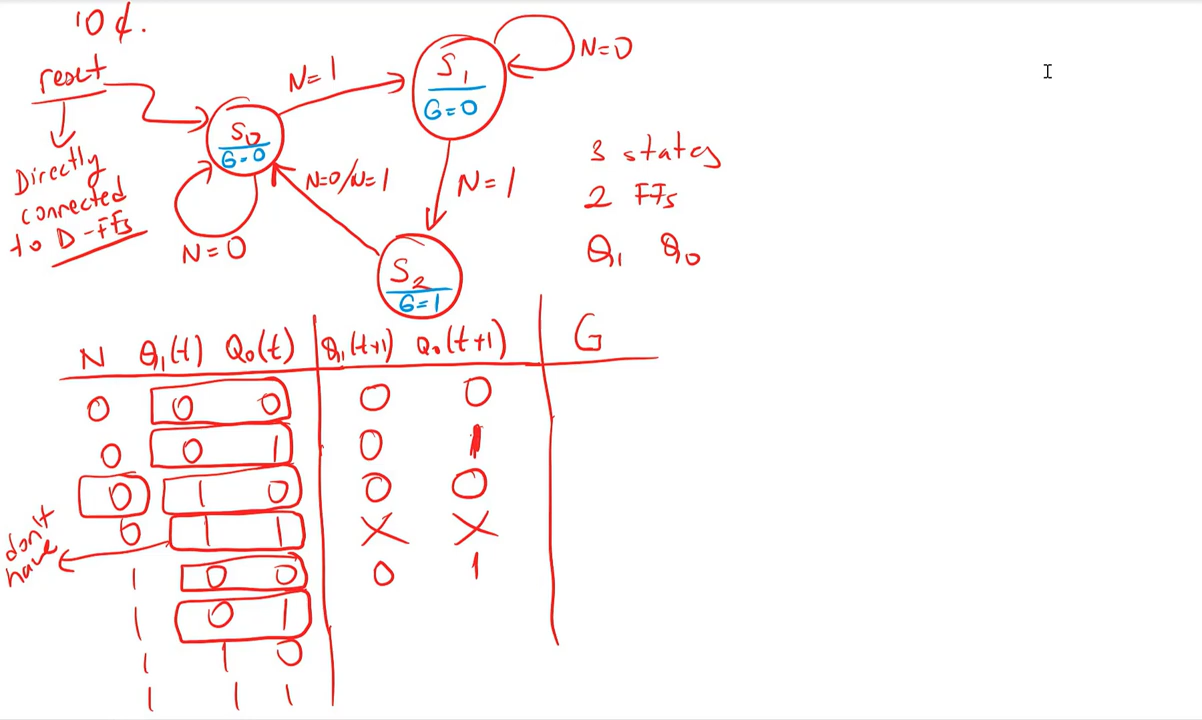 10 ¢.
reset
Directly
connected
to D-FFs
S0
G=0
N=0
N=1
S1
G=0
N=0
N=1
N=0/N=1
S2
G=1
3 states
2 FFs
Q1 Q0
N Q1(t) Q0(t) Q1(t+1) Q0(t+1) G
0 0 0 0 0
0 0 1 0 1
0 1 0 0 0
0 1 1 X X
don't
have
1 0 0 0 1
1 0 1
1 1 0
1 1 1